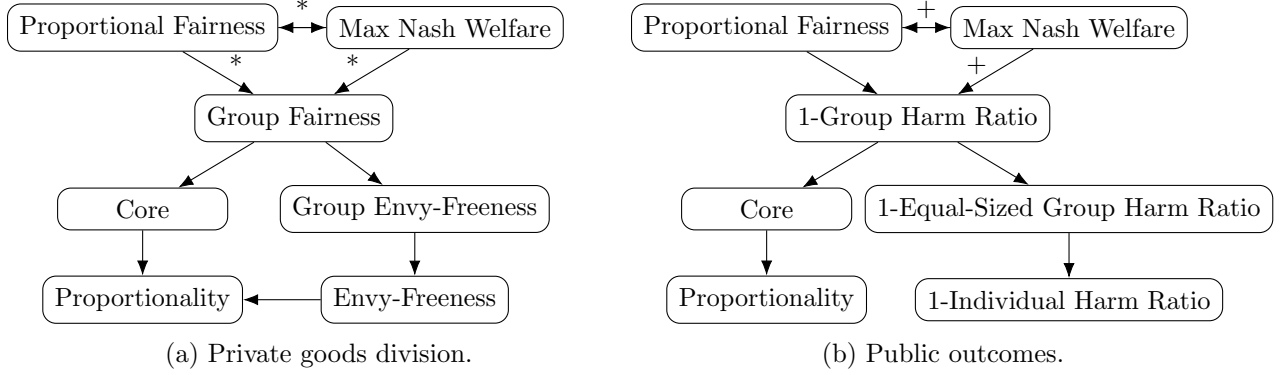 Proportional Fairness * Max Nash Welfare
* *
Group Fairness
Core Group Envy-Freeness
Proportionality Envy-Freeness
(a) Private goods division.
Proportional Fairness + Max Nash Welfare
+
1-Group Harm Ratio
Core 1-Equal-Sized Group Harm Ratio
Proportionality 1-Individual Harm Ratio
(b) Public outcomes.